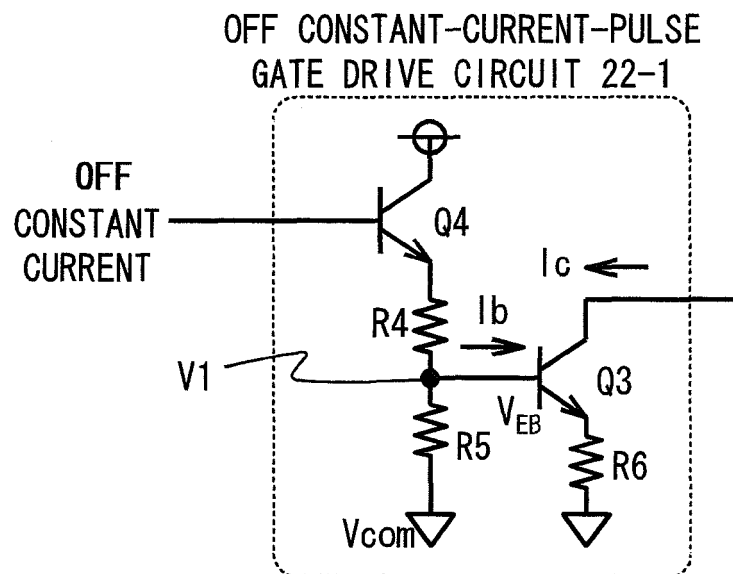 OFF CONSTANT-CURRENT-PULSE
GATE DRIVE CIRCUIT 22-1
OFF
CONSTANT
CURRENT
Q4
Ic
R4
Ib
V1
Q3
VEB
R5
R6
Vcom